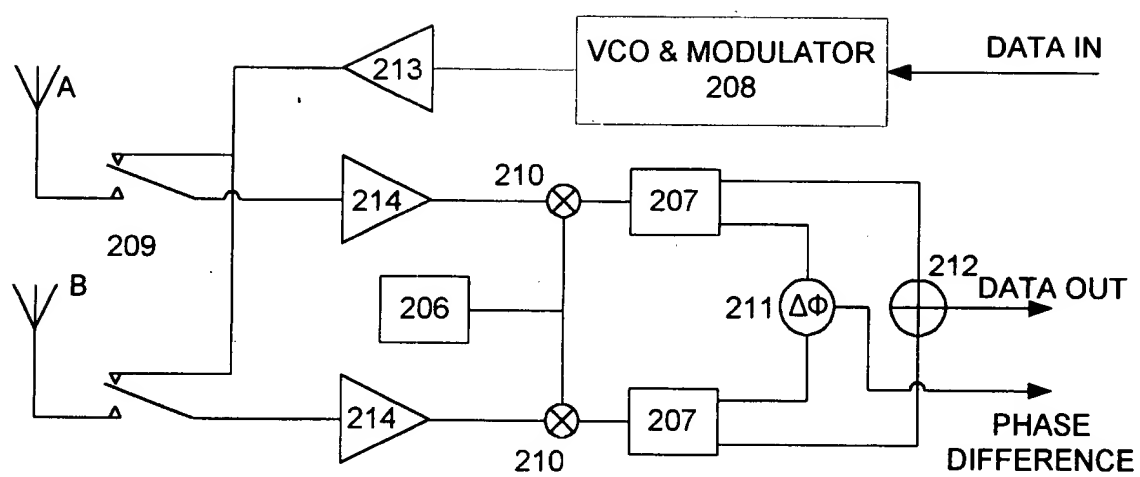 A
213
VCO & MODULATOR
208
DATA IN
210
214
207
209
B
206
211
ΔΦ
212
DATA OUT
214
210
207
PHASE
DIFFERENCE